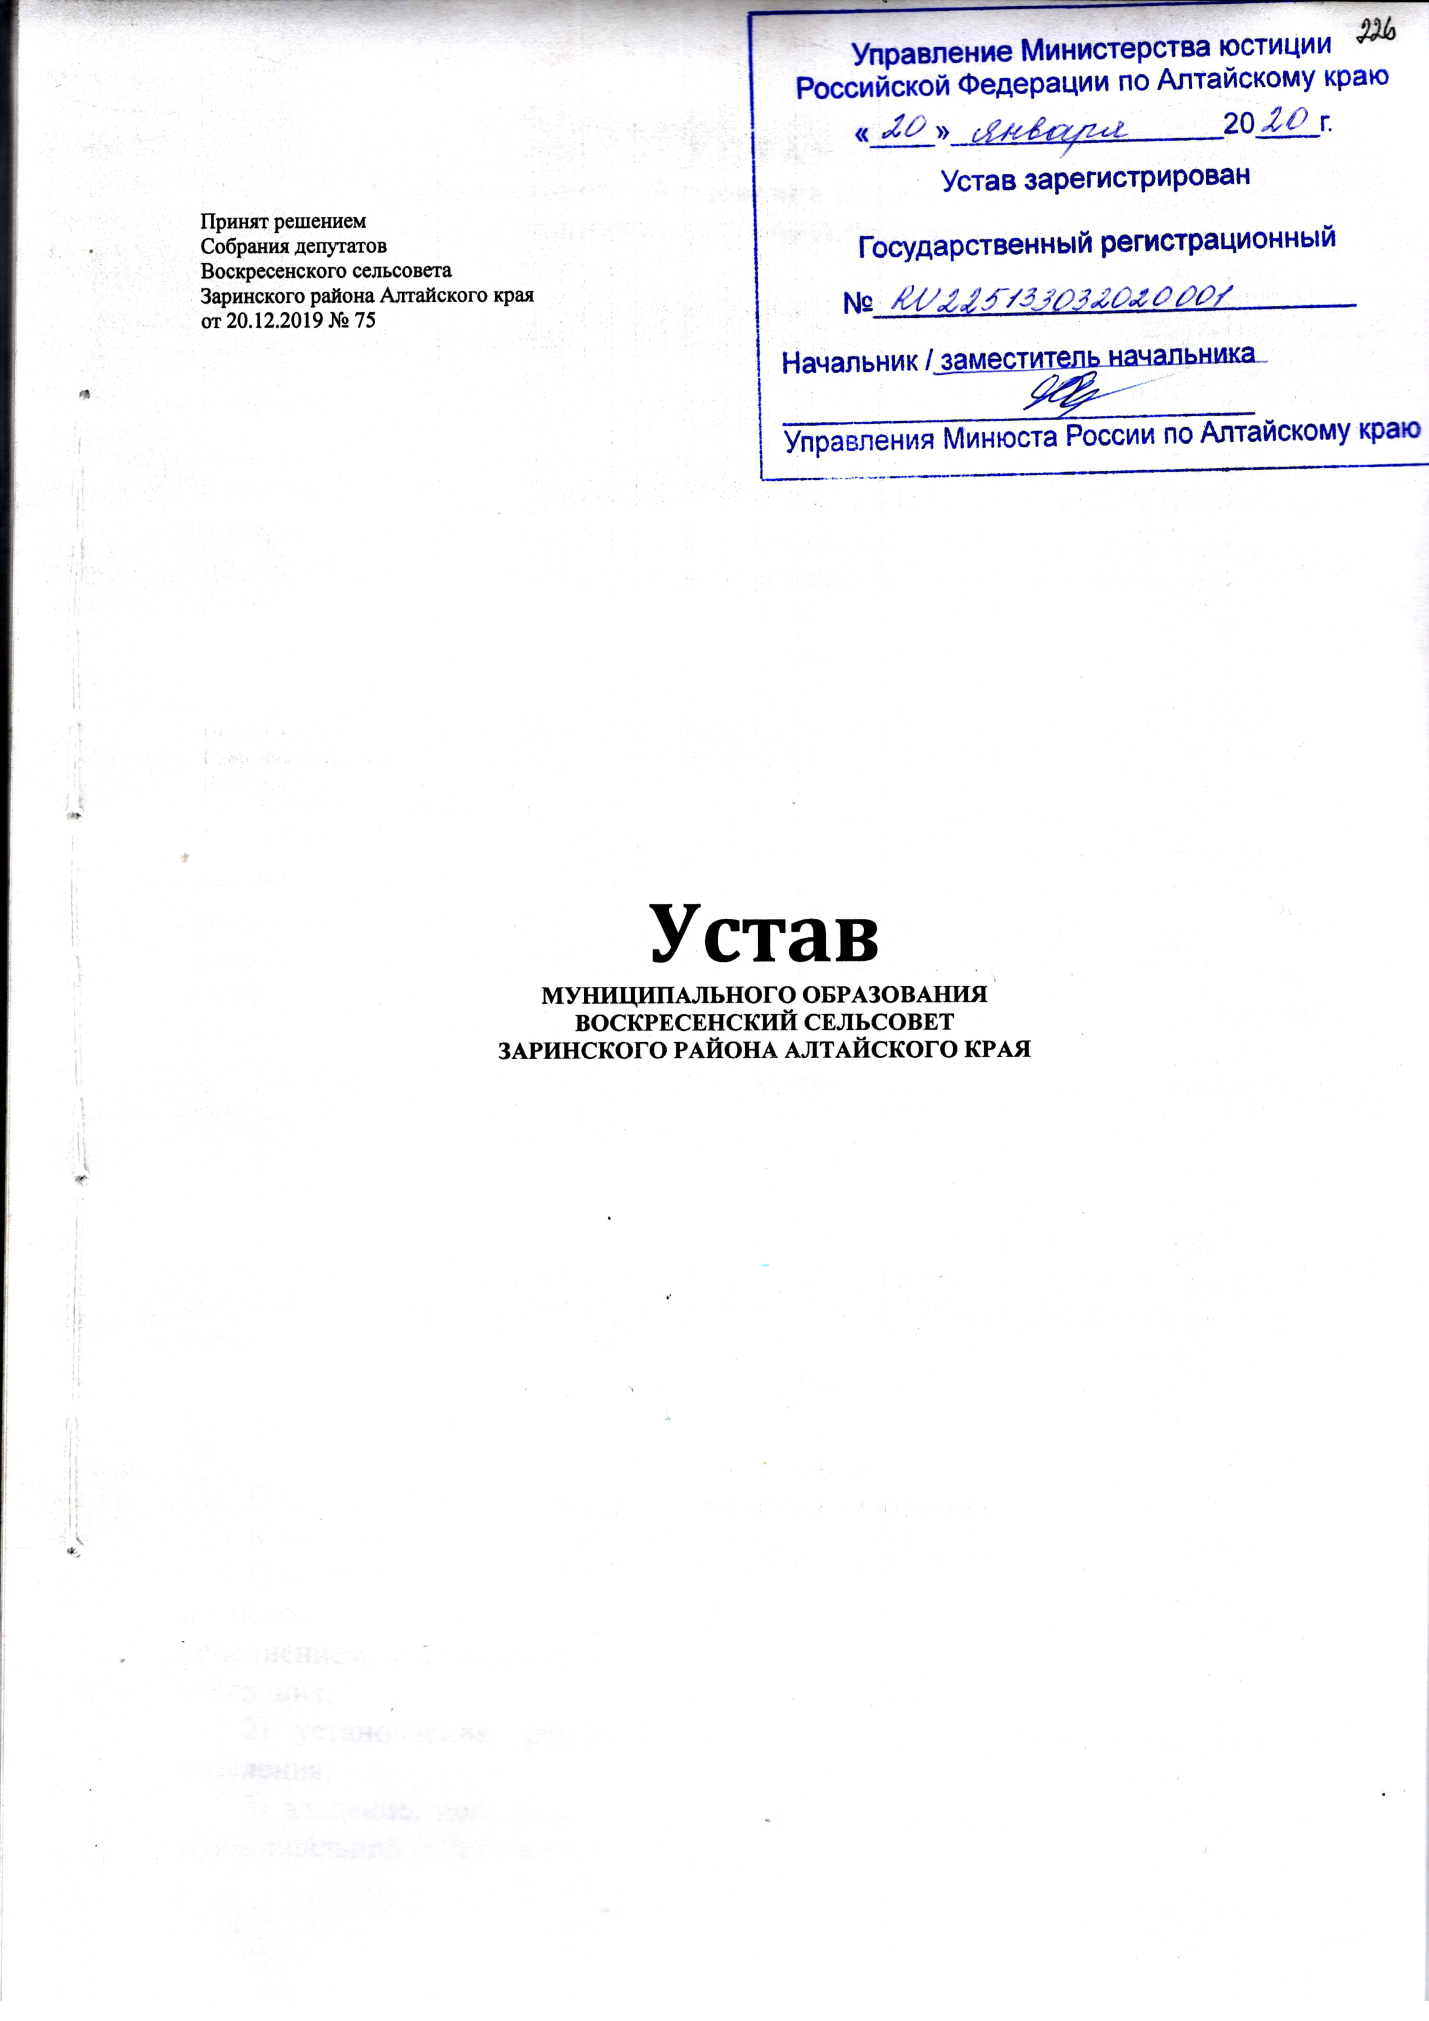 226
Управление Министерства юстиции
Российской Федерации по Алтайскому краю
«20» января 2020 г.
Устав зарегистрирован
Государственный регистрационный
№ RU225133032020001
Начальник / заместитель начальника
Управления Минюста России по Алтайскому краю
Принят решением
Собрания депутатов
Воскресенского сельсовета
Заринского района Алтайского края
от 20.12.2019 № 75
Устав
МУНИЦИПАЛЬНОГО ОБРАЗОВАНИЯ
ВОСКРЕСЕНСКИЙ СЕЛЬСОВЕТ
ЗАРИНСКОГО РАЙОНА АЛТАЙСКОГО КРАЯ